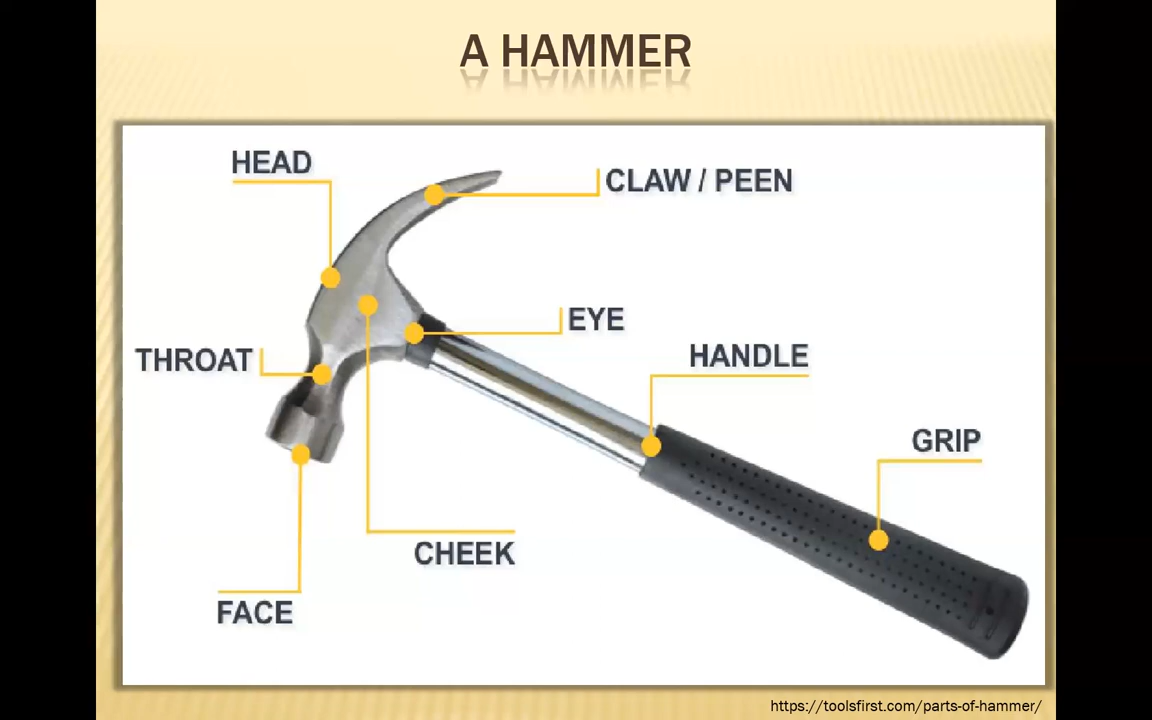 A HAMMER
HEAD
CLAW / PEEN
EYE
THROAT
HANDLE
GRIP
CHEEK
FACE
https://toolsfirst.com/parts-of-hammer/